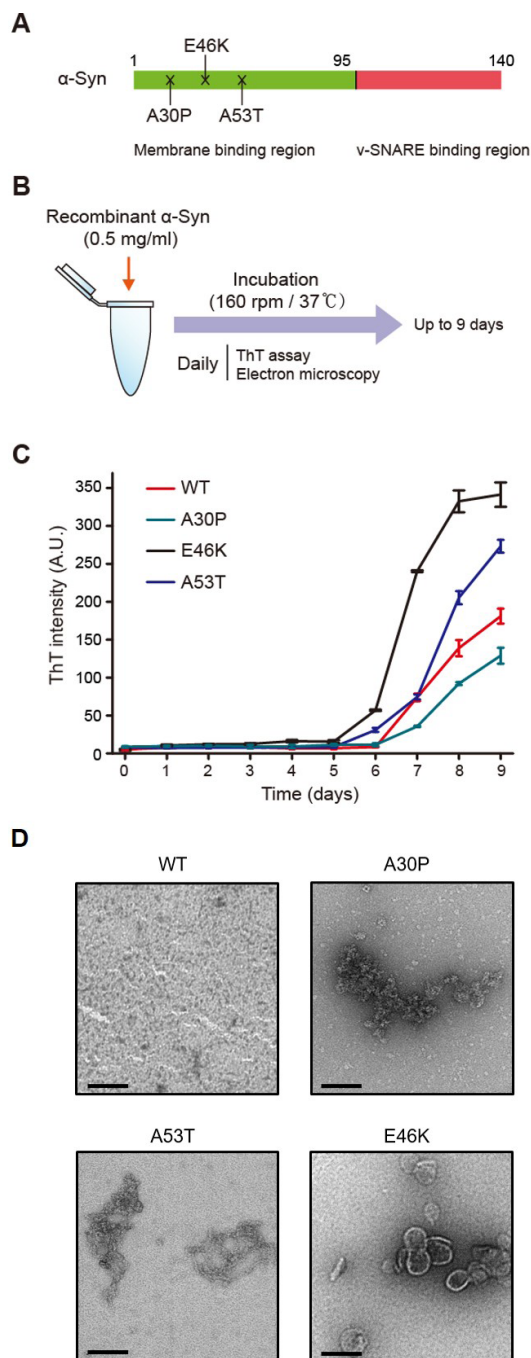 A
E46K
1
95
140
α-Syn
A30P
A53T
Membrane binding region
v-SNARE binding region
B
Recombinant α-Syn
(0.5 mg/ml)
Incubation
(160 rpm / 37℃)
Up to 9 days
Daily
ThT assay
Electron microscopy
C
ThT intensity (A.U.)
350
300
250
200
150
100
50
0
WT
A30P
E46K
A53T
0 1 2 3 4 5 6 7 8 9
Time (days)
D
WT
A30P
A53T
E46K